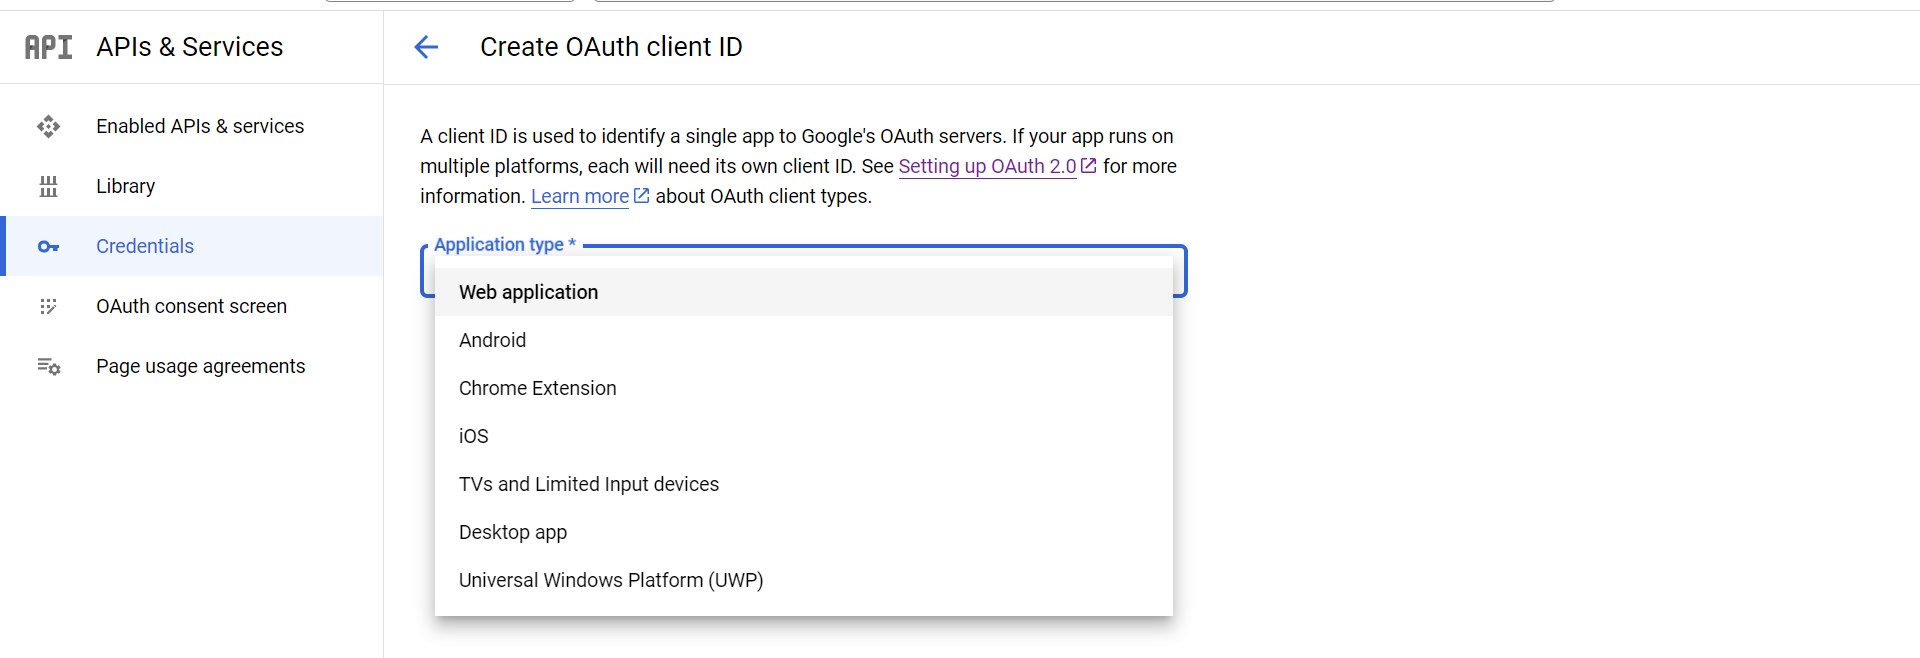 API APIs & Services
Create OAuth client ID
Enabled APIs & services
Library
Credentials
OAuth consent screen
Page usage agreements
A client ID is used to identify a single app to Google's OAuth servers. If your app runs on
multiple platforms, each will need its own client ID. See Setting up OAuth 2.0 for more
information. Learn more about OAuth client types.
Application type *
Web application
Android
Chrome Extension
iOS
TVs and Limited Input devices
Desktop app
Universal Windows Platform (UWP)